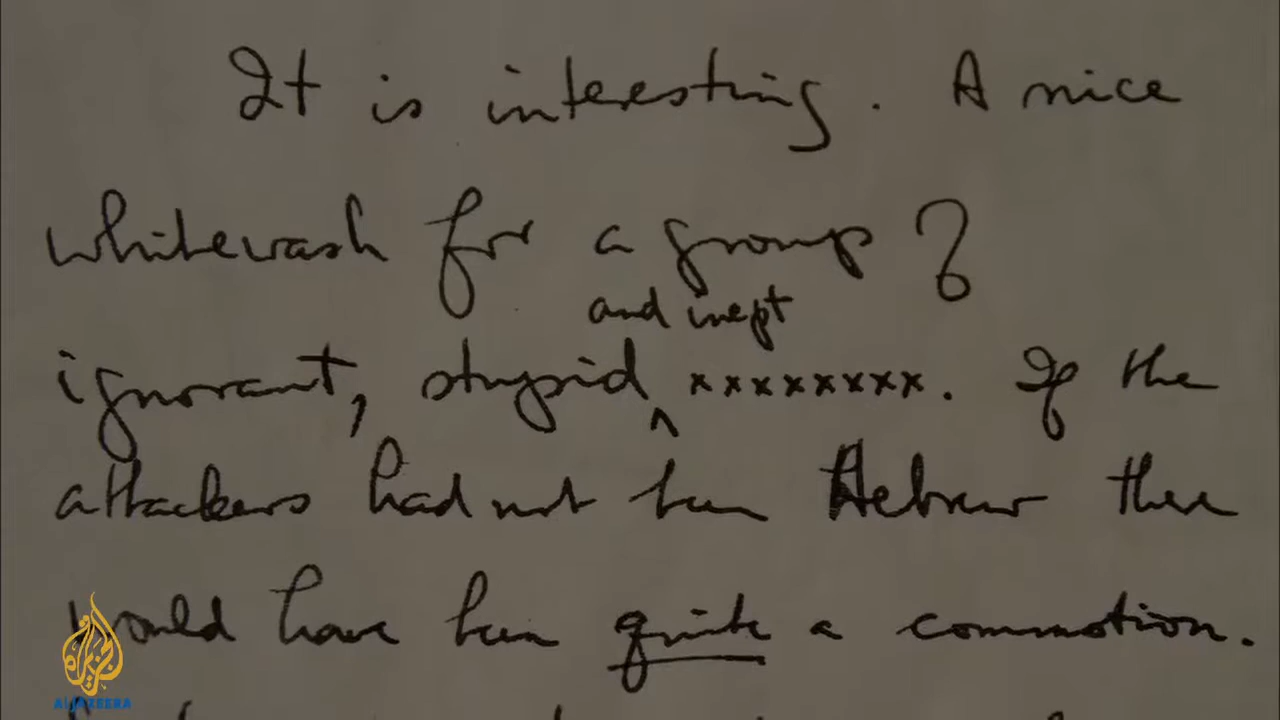 It is interesting. A nice
whitewash for a group ?
and inept
ignorant, stupid ^ xxxxxxxx. If the
attackers had not been Hebrew there
would have been quite a commotion.
ALJAZEERA